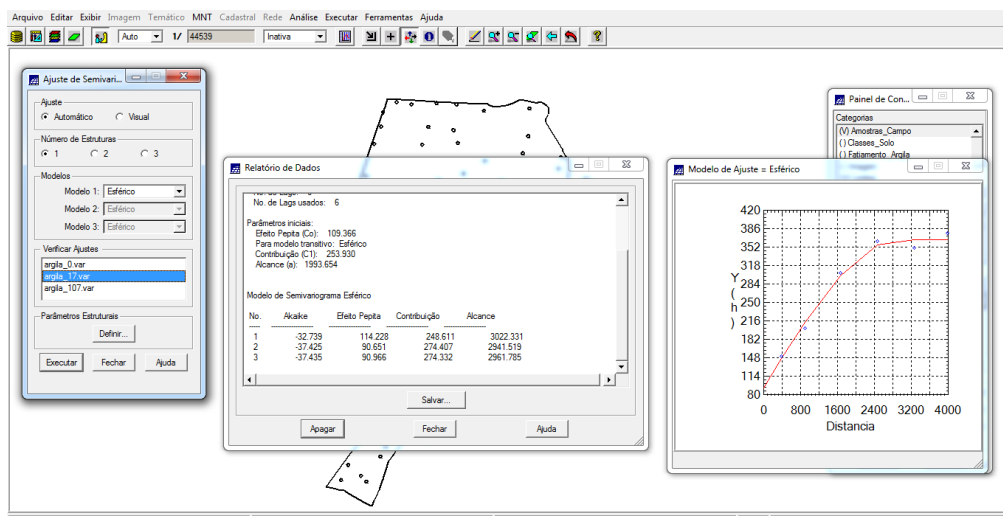 Arquivo Editar Exibir Imagem Temático MNT Cadastral Rede Análise Executar Ferramentas Ajuda
Auto 1/ 44539 Inativa
Ajuste de Semivari...
Ajuste
Automático Visual
Número de Estruturas
1 2 3
Modelos
Modelo 1: Esférico
Modelo 2: Esférico
Modelo 3: Esférico
Verificar Ajustes
argila_0.var
argila_17.var
argila_107.var
Parâmetros Estruturais
Definir...
Executar Fechar Ajuda
Relatório de Dados
No. de Lags usados: 6
Parâmetros iniciais:
Efeito Pepita (Co): 109.366
Para modelo transitivo: Esférico
Contribuição (C1): 253.930
Alcance (a): 1993.654
Modelo de Semivariograma Esférico
No. Akaike Efeito Pepita Contribuição Alcance
----- ------------------ ------------------ ------------------ ------------------
1 -32.739 114.228 248.611 3022.331
2 -37.425 90.651 274.407 2941.519
3 -37.435 90.966 274.332 2961.785
Salvar...
Apagar Fechar Ajuda
Painel de Con...
Categorias
(V) Amostras_Campo
( ) Classes_Solo
( ) Fatiamento_Argila
Modelo de Ajuste = Esférico
420
386
352
318
284
250
216
182
148
114
80
Y ( h )
0 800 1600 2400 3200 4000
Distancia